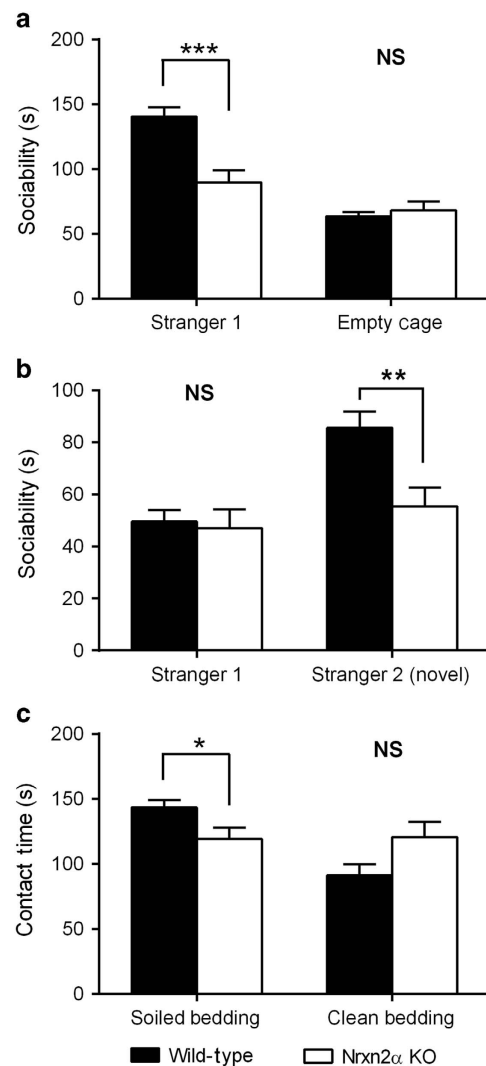 a
Sociability (s)
200
150
100
50
0
***
NS
Stranger 1
Empty cage
b
Sociability (s)
100
80
60
40
20
0
NS
**
Stranger 1
Stranger 2 (novel)
c
Contact time (s)
200
150
100
50
0
*
NS
Soiled bedding
Clean bedding
Wild-type
Nrxn2α KO